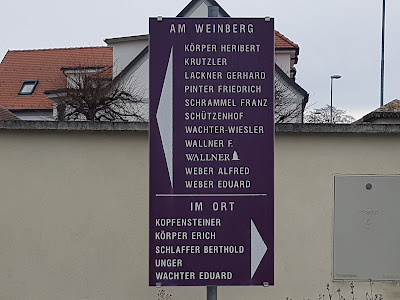 AM WEINBERG
KÖRPER HERIBERT
KRUTZLER
LACKNER GERHARD
PINTER FRIEDRICH
SCHRAMMEL FRANZ
SCHÜTZENHOF
WACHTER-WIESLER
WALLNER F.
WALLNER
WEBER ALFRED
WEBER EDUARD
IM ORT
KOPFENSTEINER
KÖRPER ERICH
SCHLAFFER BERTHOLD
UNGER
WACHTER EDUARD